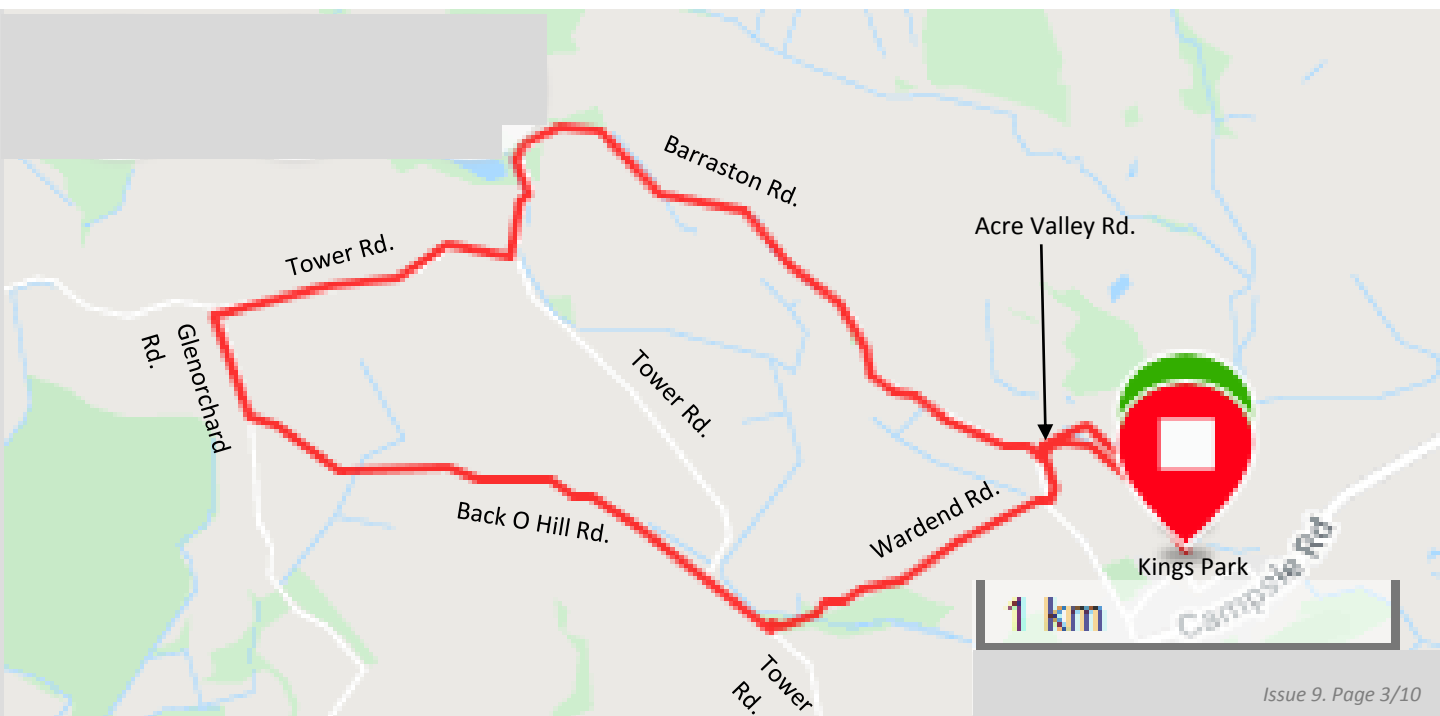 Barraston Rd.
Acre Valley Rd.
Tower Rd.
Glenorchard
Rd.
Tower Rd.
Back O Hill Rd.
Wardend Rd.
Kings Park
Campsie Rd
1 km
Tower
Rd.
Issue 9. Page 3/10